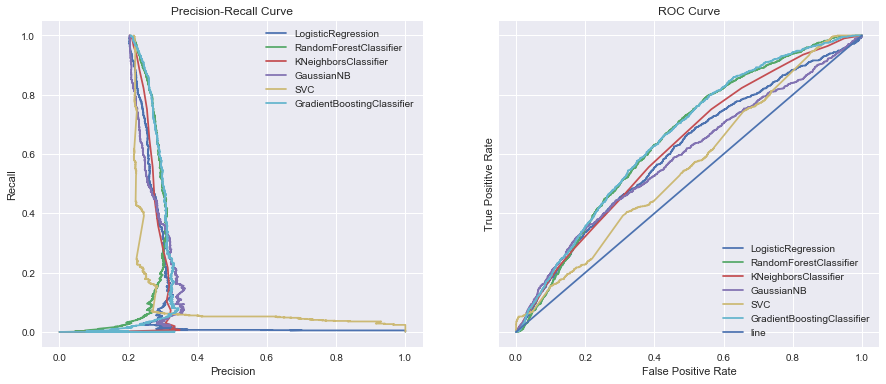 Precision-Recall Curve
1.0
0.8
0.6
0.4
0.2
0.0
Recall
LogisticRegression
RandomForestClassifier
KNeighborsClassifier
GaussianNB
SVC
GradientBoostingClassifier
0.0 0.2 0.4 0.6 0.8 1.0
Precision
ROC Curve
True Posititve Rate
LogisticRegression
RandomForestClassifier
KNeighborsClassifier
GaussianNB
SVC
GradientBoostingClassifier
line
0.0 0.2 0.4 0.6 0.8 1.0
False Positive Rate